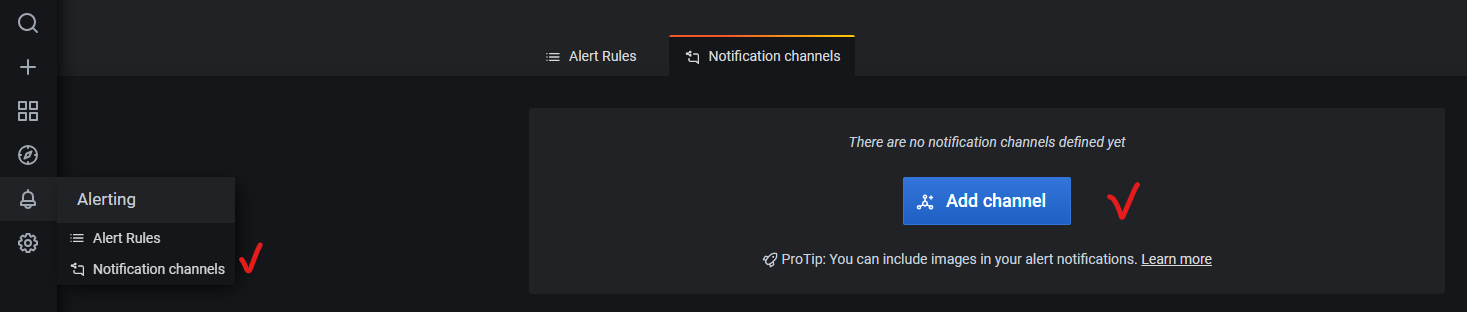 Alert Rules
Notification channels
There are no notification channels defined yet
Alerting
Add channel
Alert Rules
Notification channels
ProTip: You can include images in your alert notifications. Learn more